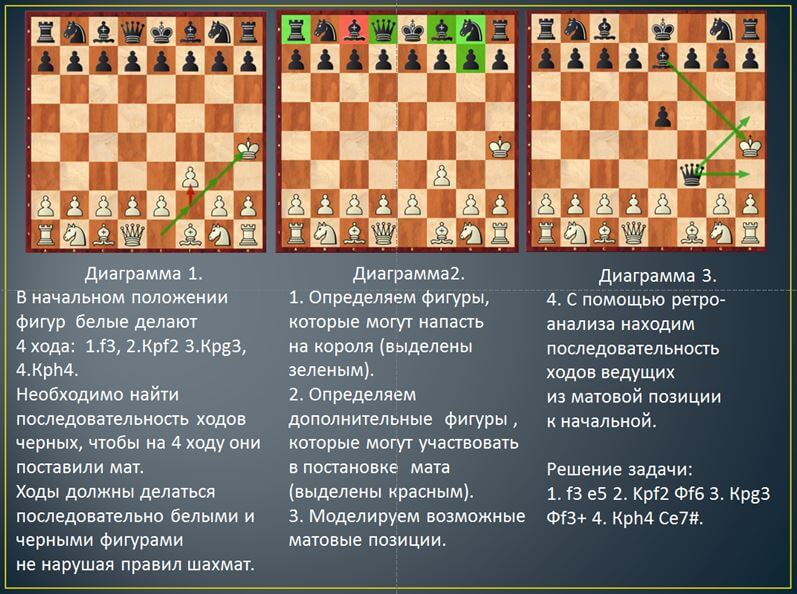 Диаграмма 1.
В начальном положении
фигур белые делают
4 хода: 1.f3, 2.Крf2 3.Крg3,
4.Крh4.
Необходимо найти
последовательность ходов
черных, чтобы на 4 ходу они
поставили мат.
Ходы должны делаться
последовательно белыми и
черными фигурами
не нарушая правил шахмат.
Диаграмма2.
1. Определяем фигуры,
которые могут напасть
на короля (выделены
зеленым).
2. Определяем
дополнительные фигуры ,
которые могут участвовать
в постановке мата
(выделены красным).
3. Моделируем возможные
матовые позиции.
Диаграмма 3.
4. С помощью ретро-
анализа находим
последовательность
ходов ведущих
из матовой позиции
к начальной.
Решение задачи:
1. f3 e5 2. Kpf2 Фf6 3. Kpg3
Фf3+ 4. Kph4 Ce7#.